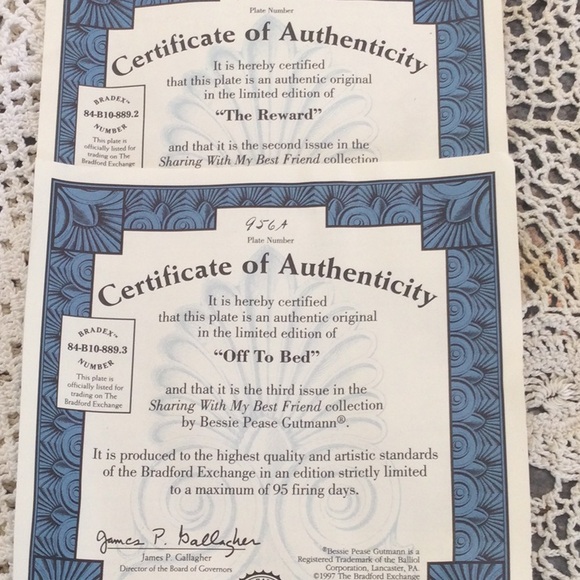 Plate Number
Certificate of Authenticity
It is hereby certified
that this plate is an authentic original
in the limited edition of
“The Reward”
and that it is the second issue in the
Sharing With My Best Friend collection
BRADEX™
84-B10-889.2
NUMBER
This plate is
officially listed for
trading on The
Bradford Exchange
956A
Plate Number
Certificate of Authenticity
It is hereby certified
that this plate is an authentic original
in the limited edition of
“Off To Bed”
and that it is the third issue in the
Sharing With My Best Friend collection
by Bessie Pease Gutmann®.
BRADEX™
84-B10-889.3
NUMBER
This plate is
officially listed for
trading on The
Bradford Exchange
It is produced to the highest quality and artistic standards
of the Bradford Exchange in an edition strictly limited
to a maximum of 95 firing days.
James P. Gallagher
James P. Gallagher
Director of the Board of Governors
®Bessie Pease Gutmann is a
Registered Trademark of the Balliol
Corporation, Lancaster, PA.
©1997 The Bradford Exchange